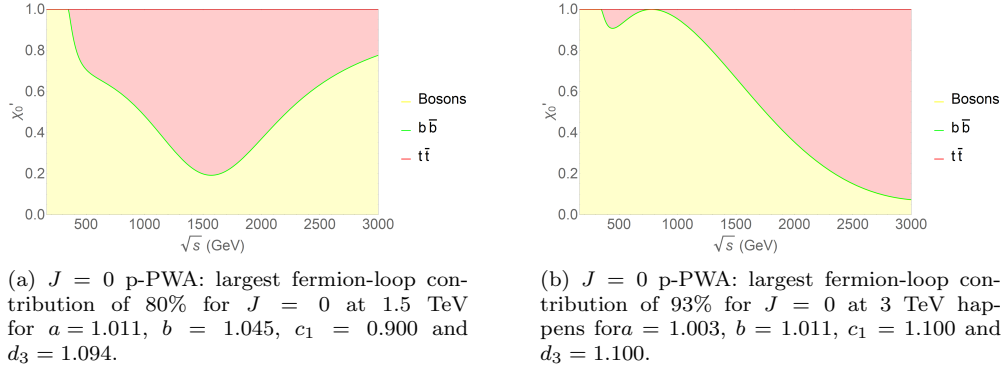 1.0
0.8
0.6
0.4
0.2
0.0
χ₀'
500 1000 1500 2000 2500 3000
√s (GeV)
Bosons
b b̅
t t̅
1.0
0.8
0.6
0.4
0.2
0.0
χ₀'
500 1000 1500 2000 2500 3000
√s (GeV)
Bosons
b b̅
t t̅
(a) J = 0 p-PWA: largest fermion-loop con-
tribution of 80% for J = 0 at 1.5 TeV
for a = 1.011, b = 1.045, c₁ = 0.900 and
d₃ = 1.094.
(b) J = 0 p-PWA: largest fermion-loop con-
tribution of 93% for J = 0 at 3 TeV hap-
pens fora = 1.003, b = 1.011, c₁ = 1.100 and
d₃ = 1.100.